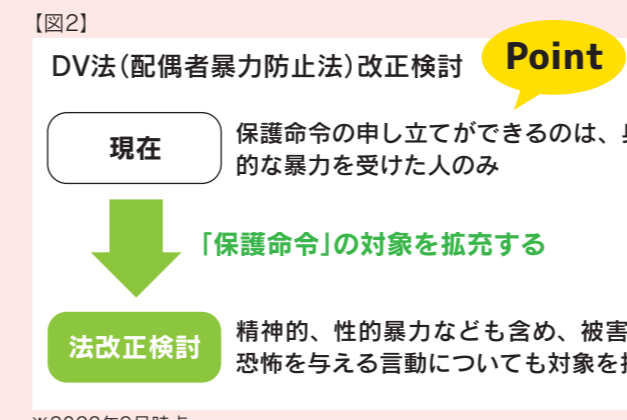 【図2】
DV法（配偶者暴力防止法）改正検討
Point
現在
保護命令の申し立てができるのは、
的な暴力を受けた人のみ
「保護命令」の対象を拡充する
法改正検討
精神的、性的暴力なども含め、被害
恐怖を与える言動についても対象を